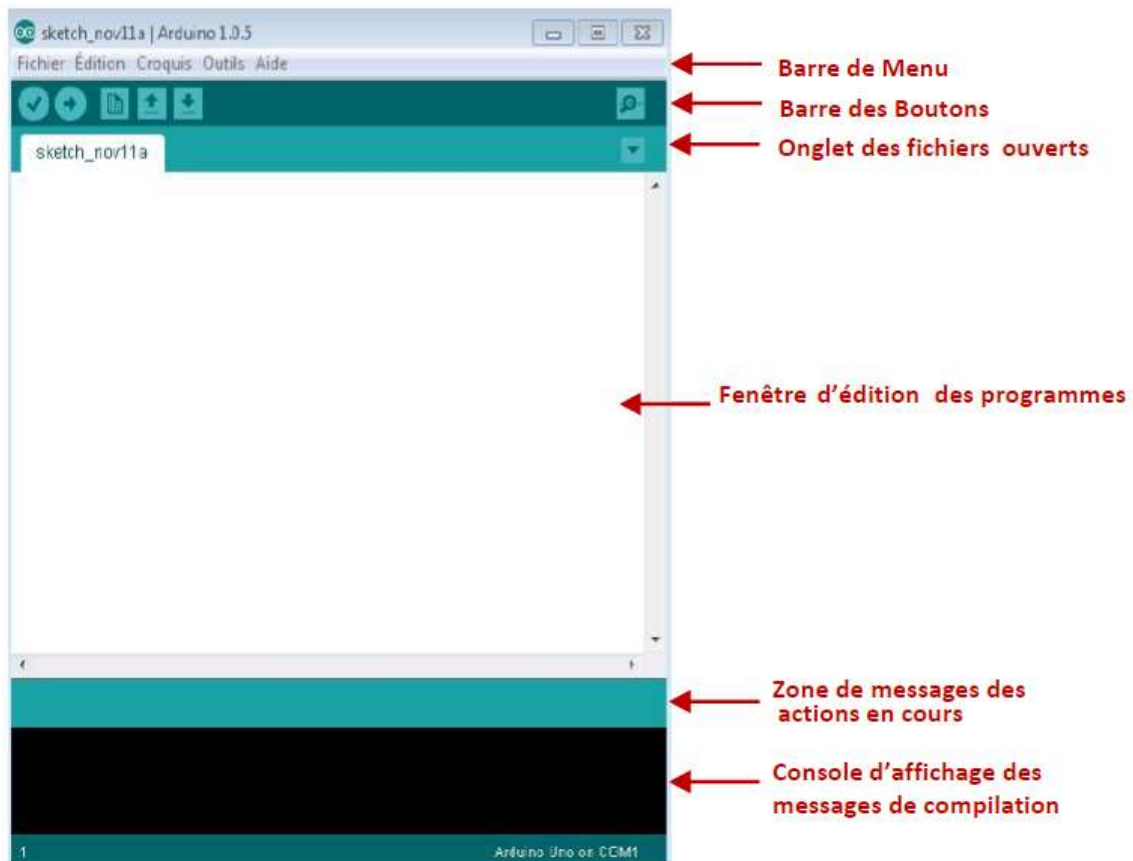 sketch_nov11a | Arduino 1.0.5
Fichier Édition Croquis Outils Aide
Barre de Menu
Barre des Boutons
sketch_nov11a
Onglet des fichiers ouverts
Fenêtre d'édition des programmes
Zone de messages des
actions en cours
Console d'affichage des
messages de compilation
1
Arduino Uno on COM1